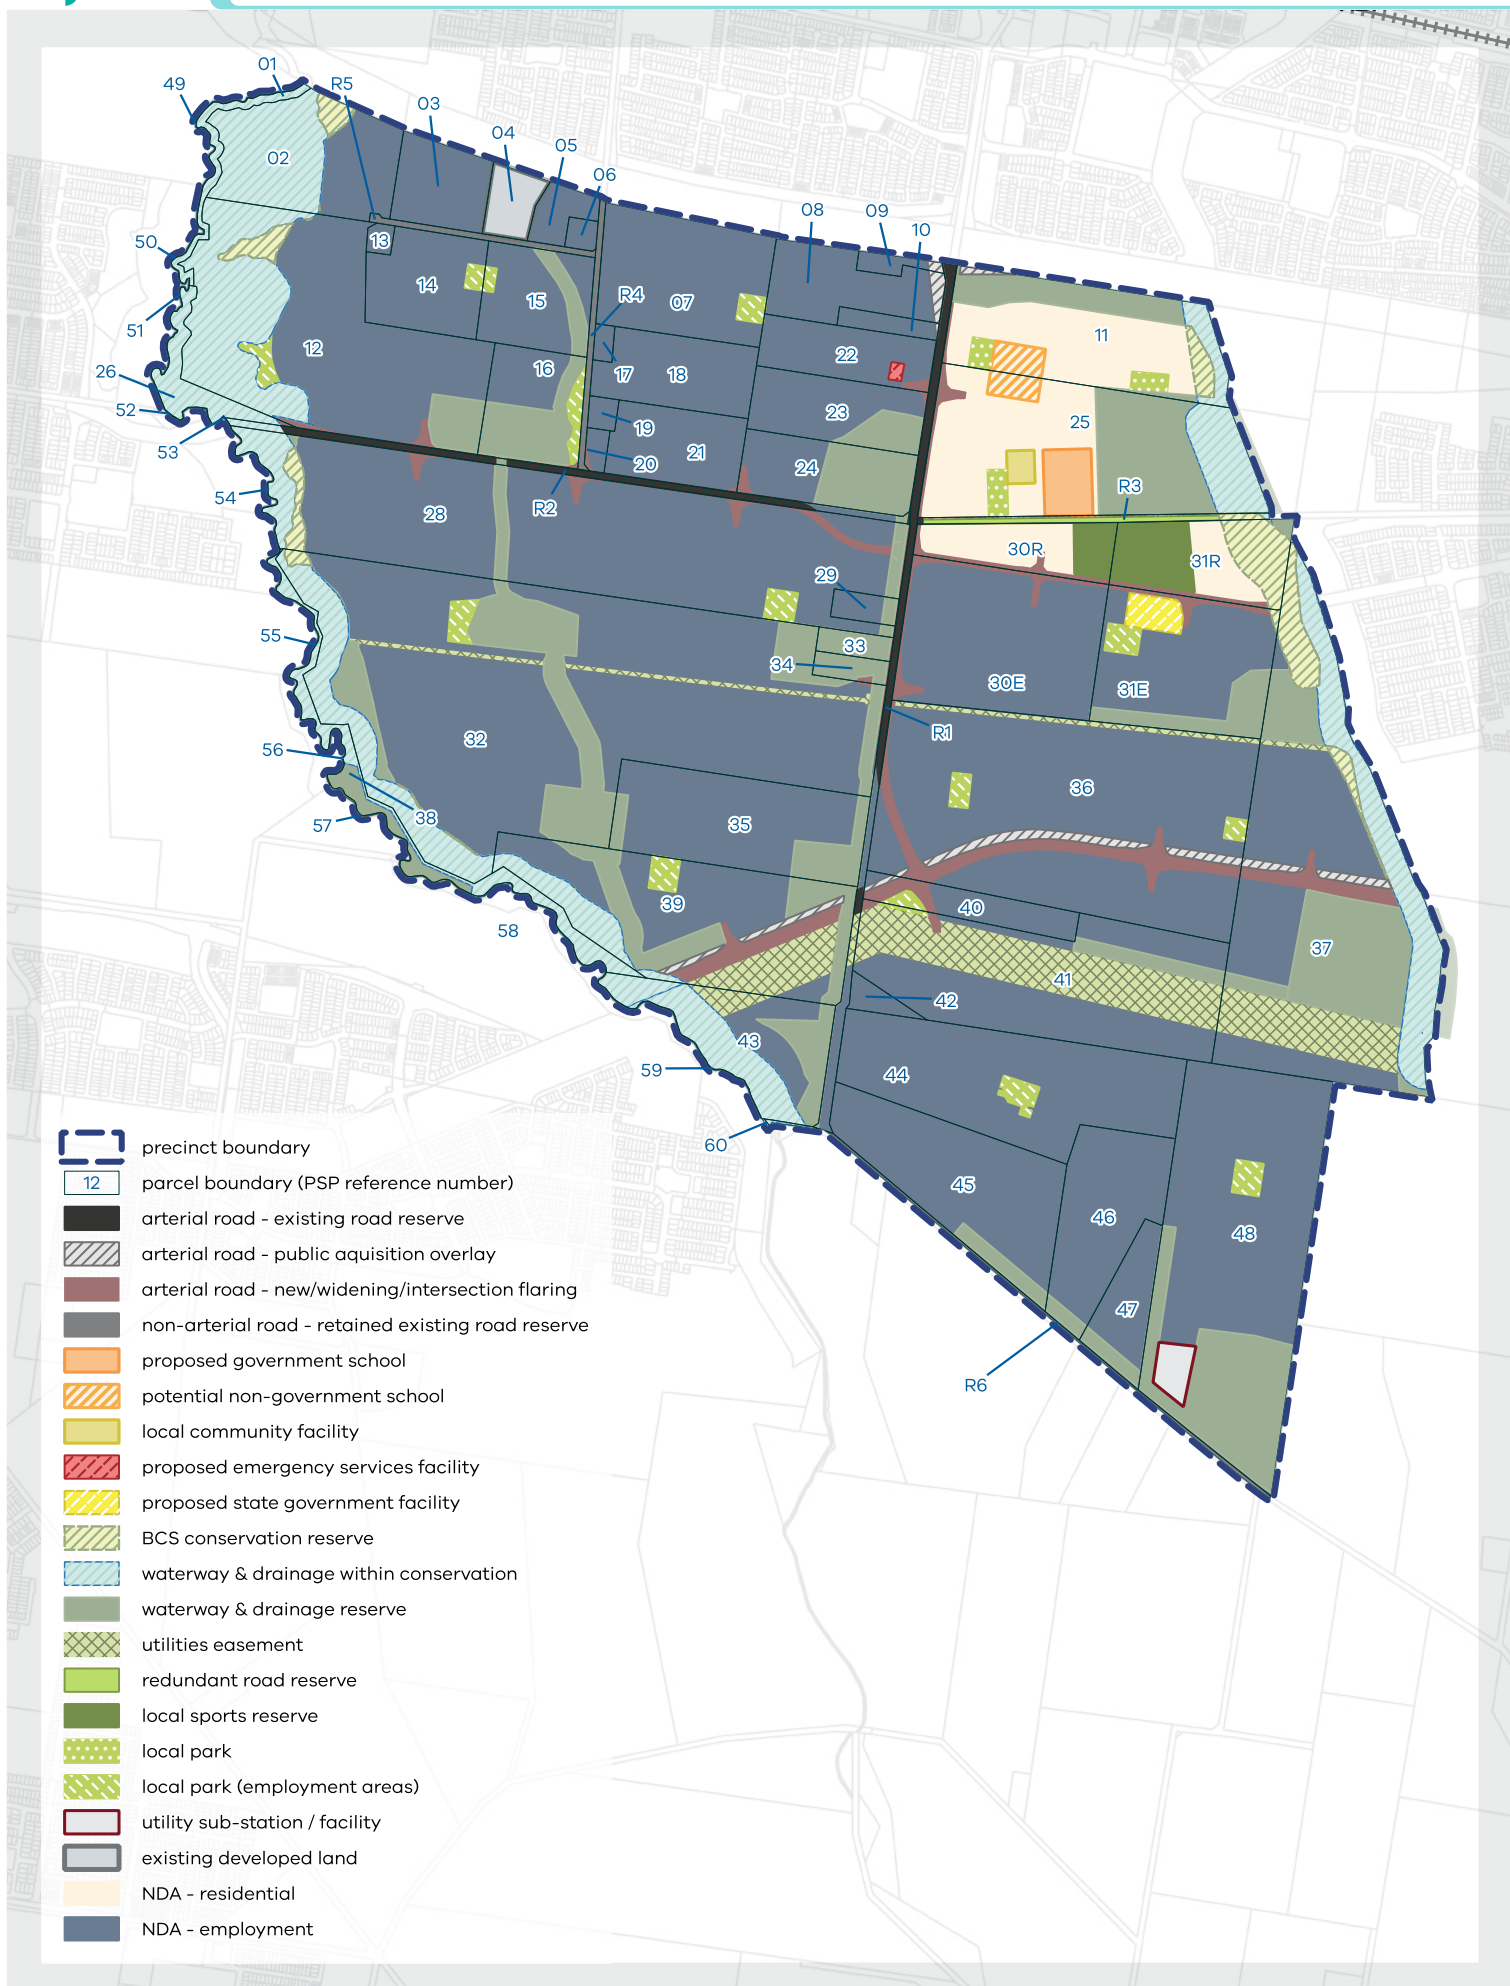 01
49
R5
03
04
05
06
02
08
09
10
13
50
14
15
R4
07
11
51
12
22
26
16
17
18
52
19
23
25
53
20
21
24
54
28
R2
R3
30R
31R
29
55
33
34
30E
31E
32
R1
56
36
38
57
35
39
40
58
37
41
42
43
59
44
60
45
46
48
47
R6
precinct boundary
12 parcel boundary (PSP reference number)
arterial road - existing road reserve
arterial road - public aquisition overlay
arterial road - new/widening/intersection flaring
non-arterial road - retained existing road reserve
proposed government school
potential non-government school
local community facility
proposed emergency services facility
proposed state government facility
BCS conservation reserve
waterway & drainage within conservation
waterway & drainage reserve
utilities easement
redundant road reserve
local sports reserve
local park
local park (employment areas)
utility sub-station / facility
existing developed land
NDA - residential
NDA - employment